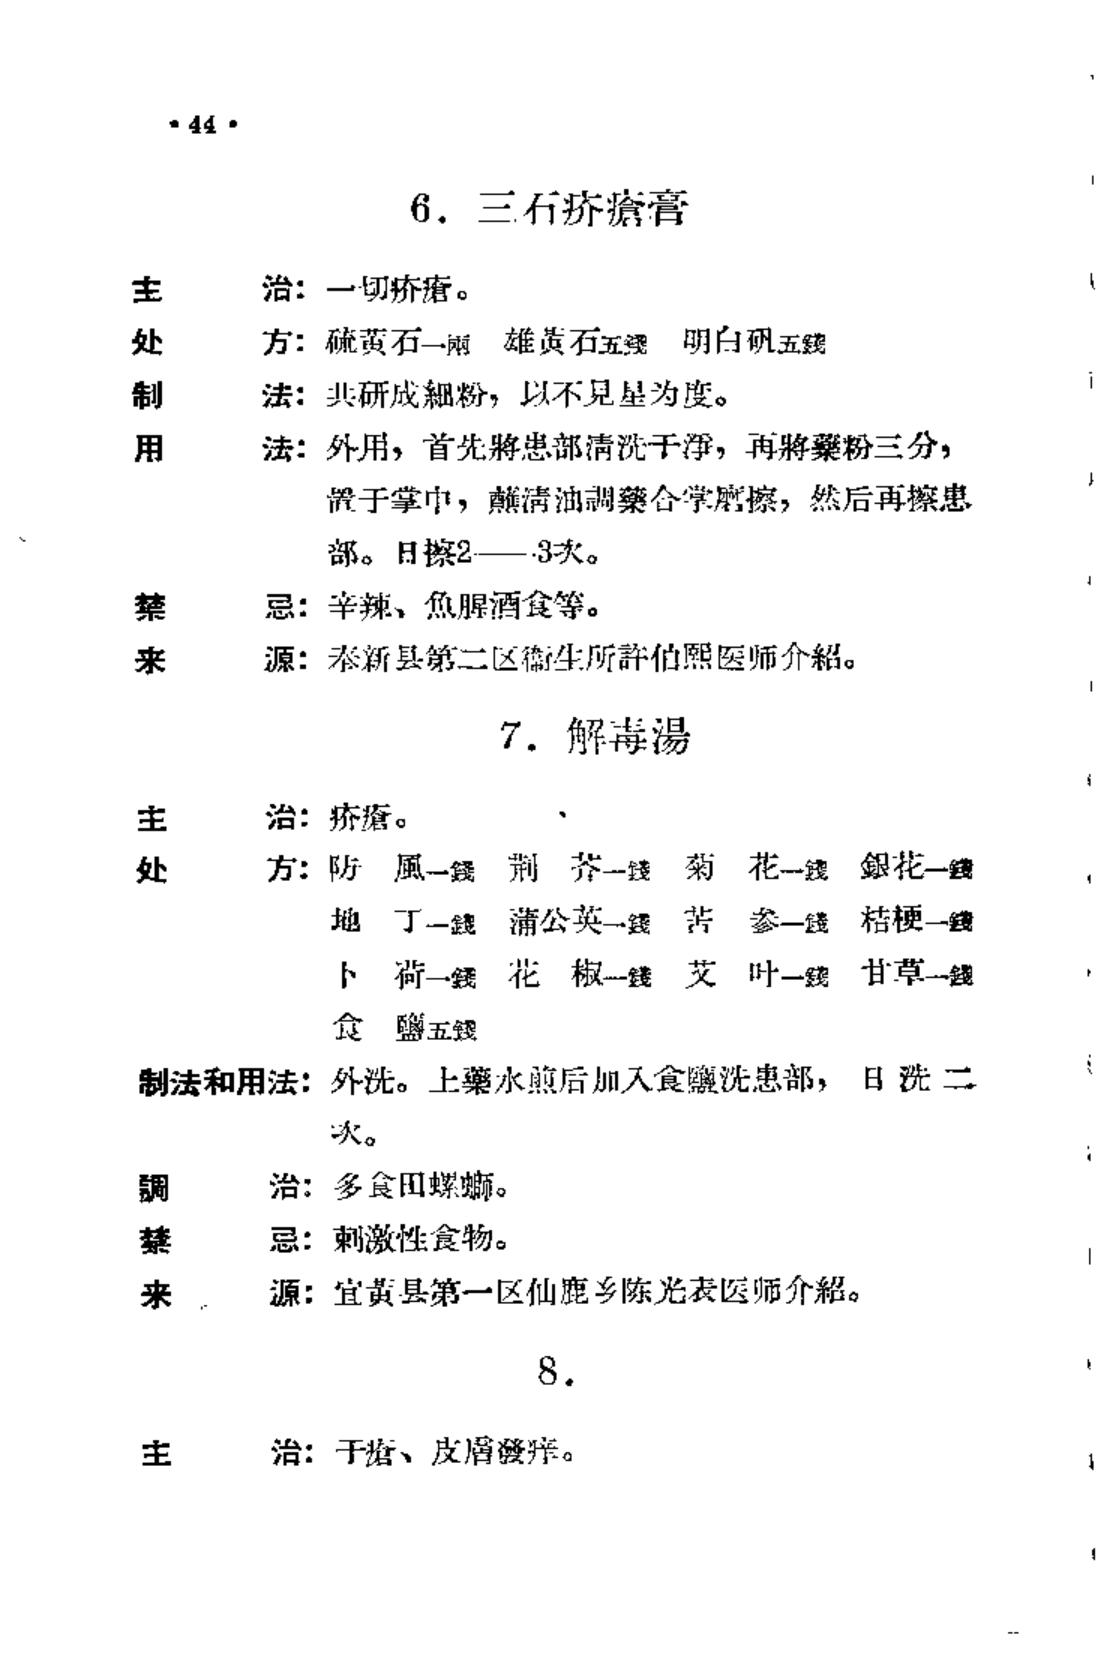 ·44·
6. 三石疥瘡膏
主　　治：一切疥瘡。
处　　方：硫黄石一兩　雄黃石五錢　明白矾五錢
制　　法：共研成細粉，以不見星为度。
用　　法：外用，首先將患部清洗干淨，再將藥粉三分，
置于掌中，蘸清油調藥合掌磨擦，然后再擦患
部。日擦2——3次。
禁　　忌：辛辣、魚腥酒食等。
来　　源：奉新县第二区衞生所許伯熙医师介紹。
7. 解毒湯
主　　治：疥瘡。
处　　方：防　風一錢　荆　芥一錢　菊　花一錢　銀花一錢
地　丁一錢　蒲公英一錢　苦　参一錢　桔梗一錢
卜　荷一錢　花　椒一錢　艾　叶一錢　甘草一錢
食　鹽五錢
制法和用法：外洗。上藥水煎后加入食鹽洗患部，日洗二
次。
調　　治：多食田螺螄。
禁　　忌：刺激性食物。
来　　源：宜黃县第一区仙鹿乡陈光表医师介紹。
8.
主　　治：干瘡、皮膚發痒。